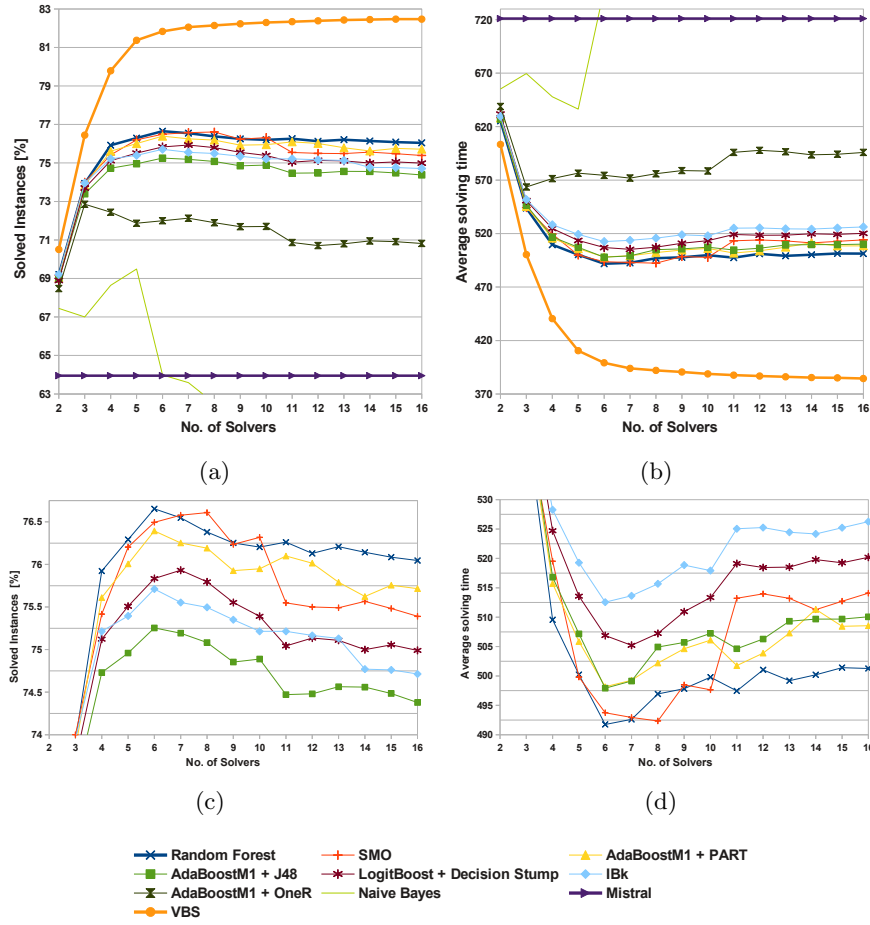 83
81
79
77
75
73
71
69
67
65
63
Solved Instances [%]
2 3 4 5 6 7 8 9 10 11 12 13 14 15 16
No. of Solvers
(a)
720
670
620
570
520
470
420
370
Average solving time
2 3 4 5 6 7 8 9 10 11 12 13 14 15 16
No. of Solvers
(b)
76.5
76
75.5
75
74.5
74
Solved Instances [%]
2 3 4 5 6 7 8 9 10 11 12 13 14 15 16
No. of Solvers
(c)
530
525
520
515
510
505
500
495
490
Average solving time
2 3 4 5 6 7 8 9 10 11 12 13 14 15 16
No. of Solvers
(d)
Random Forest SMO AdaBoostM1 + PART
AdaBoostM1 + J48 LogitBoost + Decision Stump IBk
AdaBoostM1 + OneR Naive Bayes Mistral
VBS